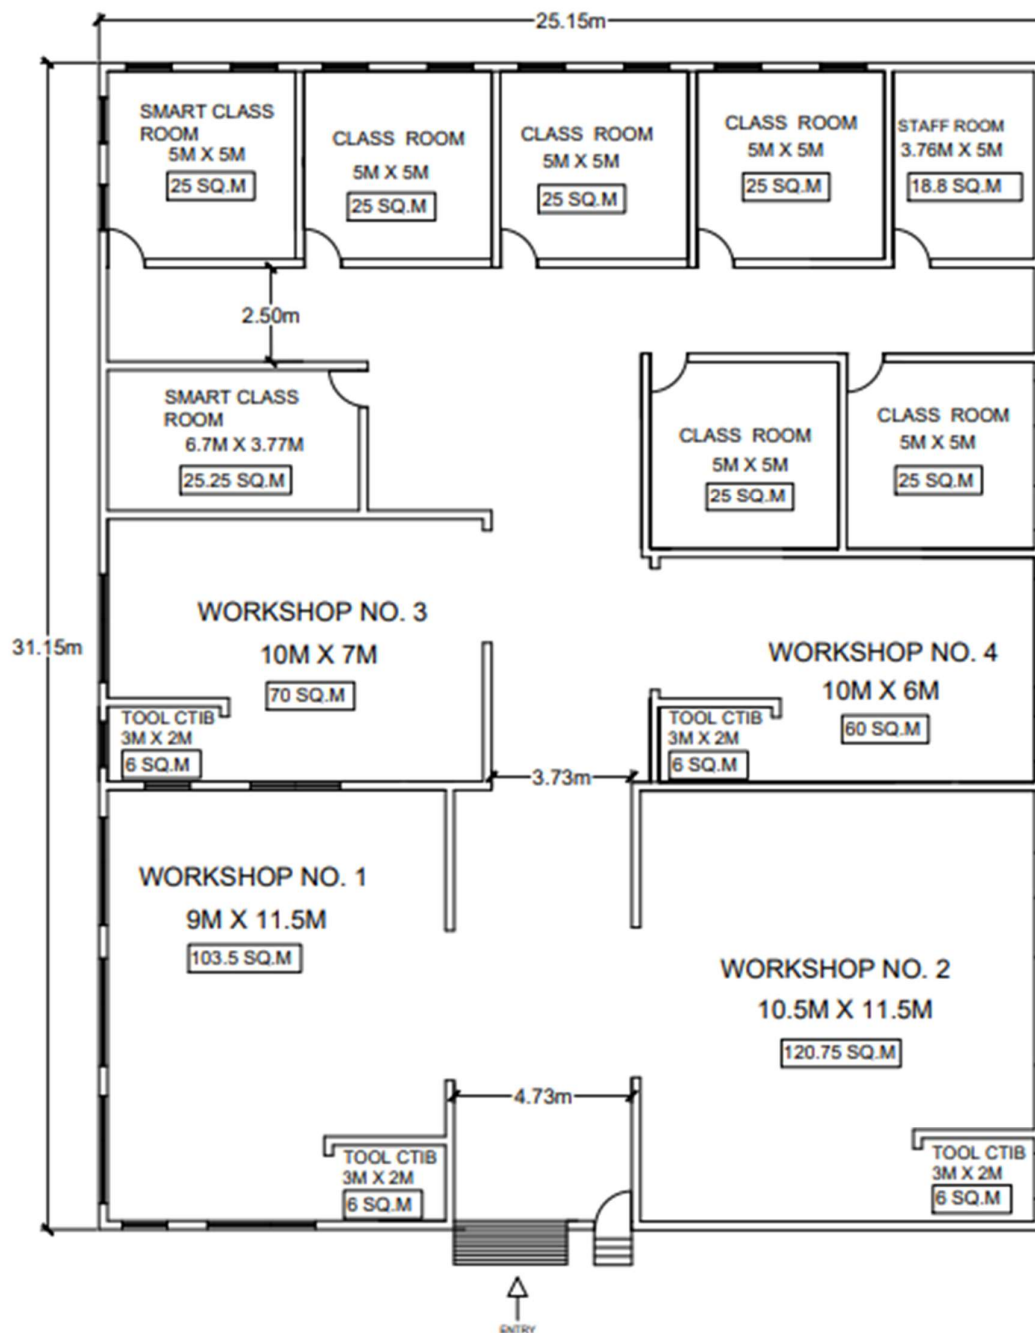 25.15m
SMART CLASS
ROOM
5M X 5M
25 SQ.M
CLASS ROOM
5M X 5M
25 SQ.M
CLASS ROOM
5M X 5M
25 SQ.M
CLASS ROOM
5M X 5M
25 SQ.M
STAFF ROOM
3.76M X 5M
18.8 SQ.M
2.50m
SMART CLASS
ROOM
6.7M X 3.77M
25.25 SQ.M
CLASS ROOM
5M X 5M
25 SQ.M
CLASS ROOM
5M X 5M
25 SQ.M
31.15m
WORKSHOP NO. 3
10M X 7M
70 SQ.M
TOOL CTIB
3M X 2M
6 SQ.M
WORKSHOP NO. 4
10M X 6M
60 SQ.M
TOOL CTIB
3M X 2M
6 SQ.M
3.73m
WORKSHOP NO. 1
9M X 11.5M
103.5 SQ.M
WORKSHOP NO. 2
10.5M X 11.5M
120.75 SQ.M
4.73m
TOOL CTIB
3M X 2M
6 SQ.M
TOOL CTIB
3M X 2M
6 SQ.M
ENTRY